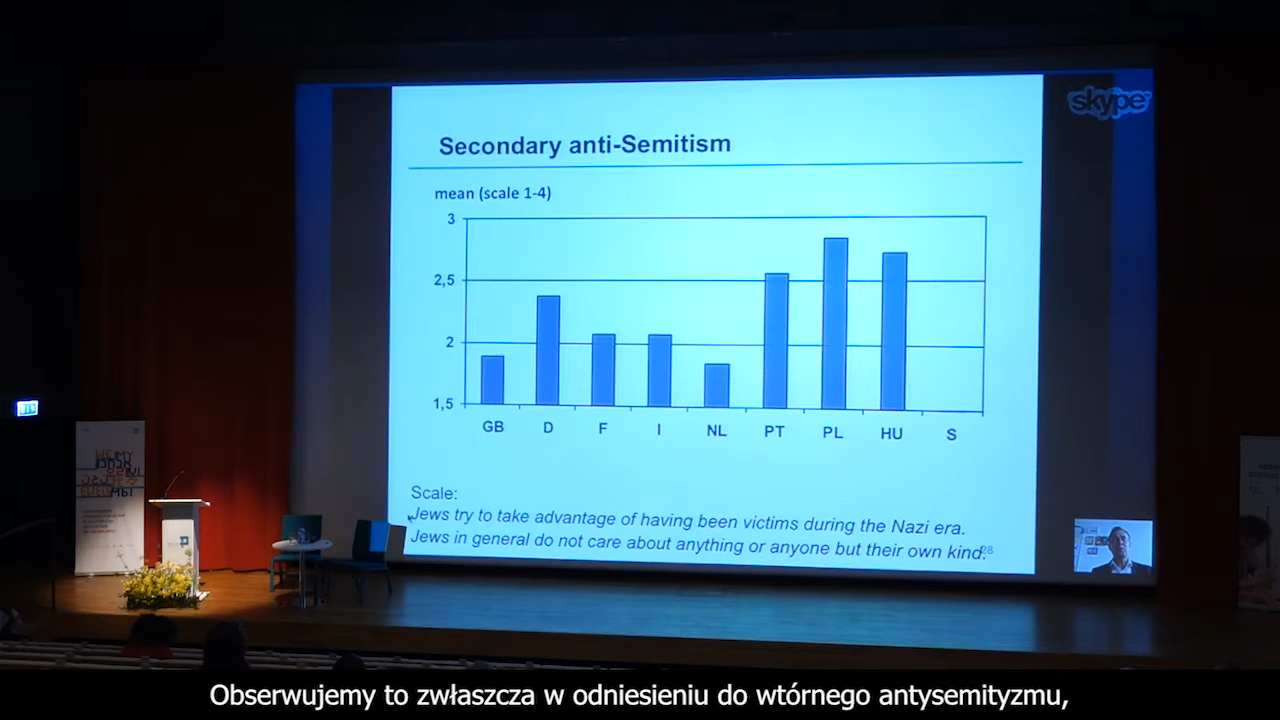 skype
Secondary anti-Semitism
mean (scale 1-4)
3
2,5
2
1,5
GB D F I NL PT PL HU S
Scale:
Jews try to take advantage of having been victims during the Nazi era.
Jews in general do not care about anything or anyone but their own kind.
28
Obserwujemy to zwłaszcza w odniesieniu do wtórnego antysemityzmu,